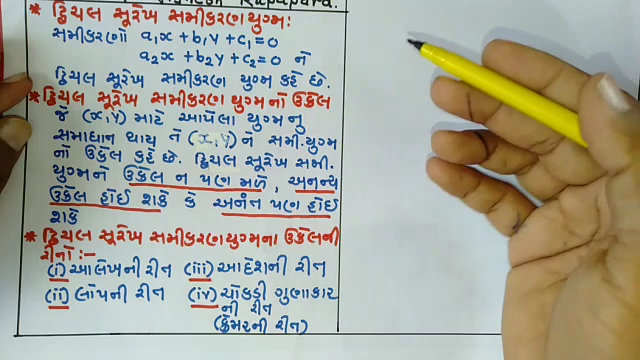 * દ્વિચલ સૂરેખ સમીકરણ યુગ્મ:
સમીકરણો a₁x + b₁y + c₁ = 0
a₂x + b₂y + c₂ = 0 ને
દ્વિચલ સૂરેખ સમીકરણ યુગ્મ કહે છે.
* દ્વિચલ સૂરેખ સમીકરણ યુગ્મનો ઉકેલ
જે (x,y) માટે આપેલા યુગ્મનુ
સમાધાન થાય તે (x,y) ને સમી.યુગ્મ
નો ઉકેલ કહે છે. દ્વિચલ સૂરેખ સમી.
યુગ્મને ઉકેલ ન પણ મળે, અનન્ય
ઉકેલ હોઈ શકે કે અનંત પણ હોઈ
શકે
* દ્વિચલ સૂરેખ સમીકરણયુગ્મના ઉકેલની
રીતો :-
(i) આલેખની રીત (iii) આદેશની રીત
(ii) લોપની રીત (iv) ચોકડી ગુણાકાર
ની રીત
(ક્રેમરની રીત)